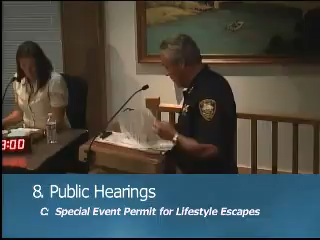 3:00
8. Public Hearings
C: Special Event Permit for Lifestyle Escapes